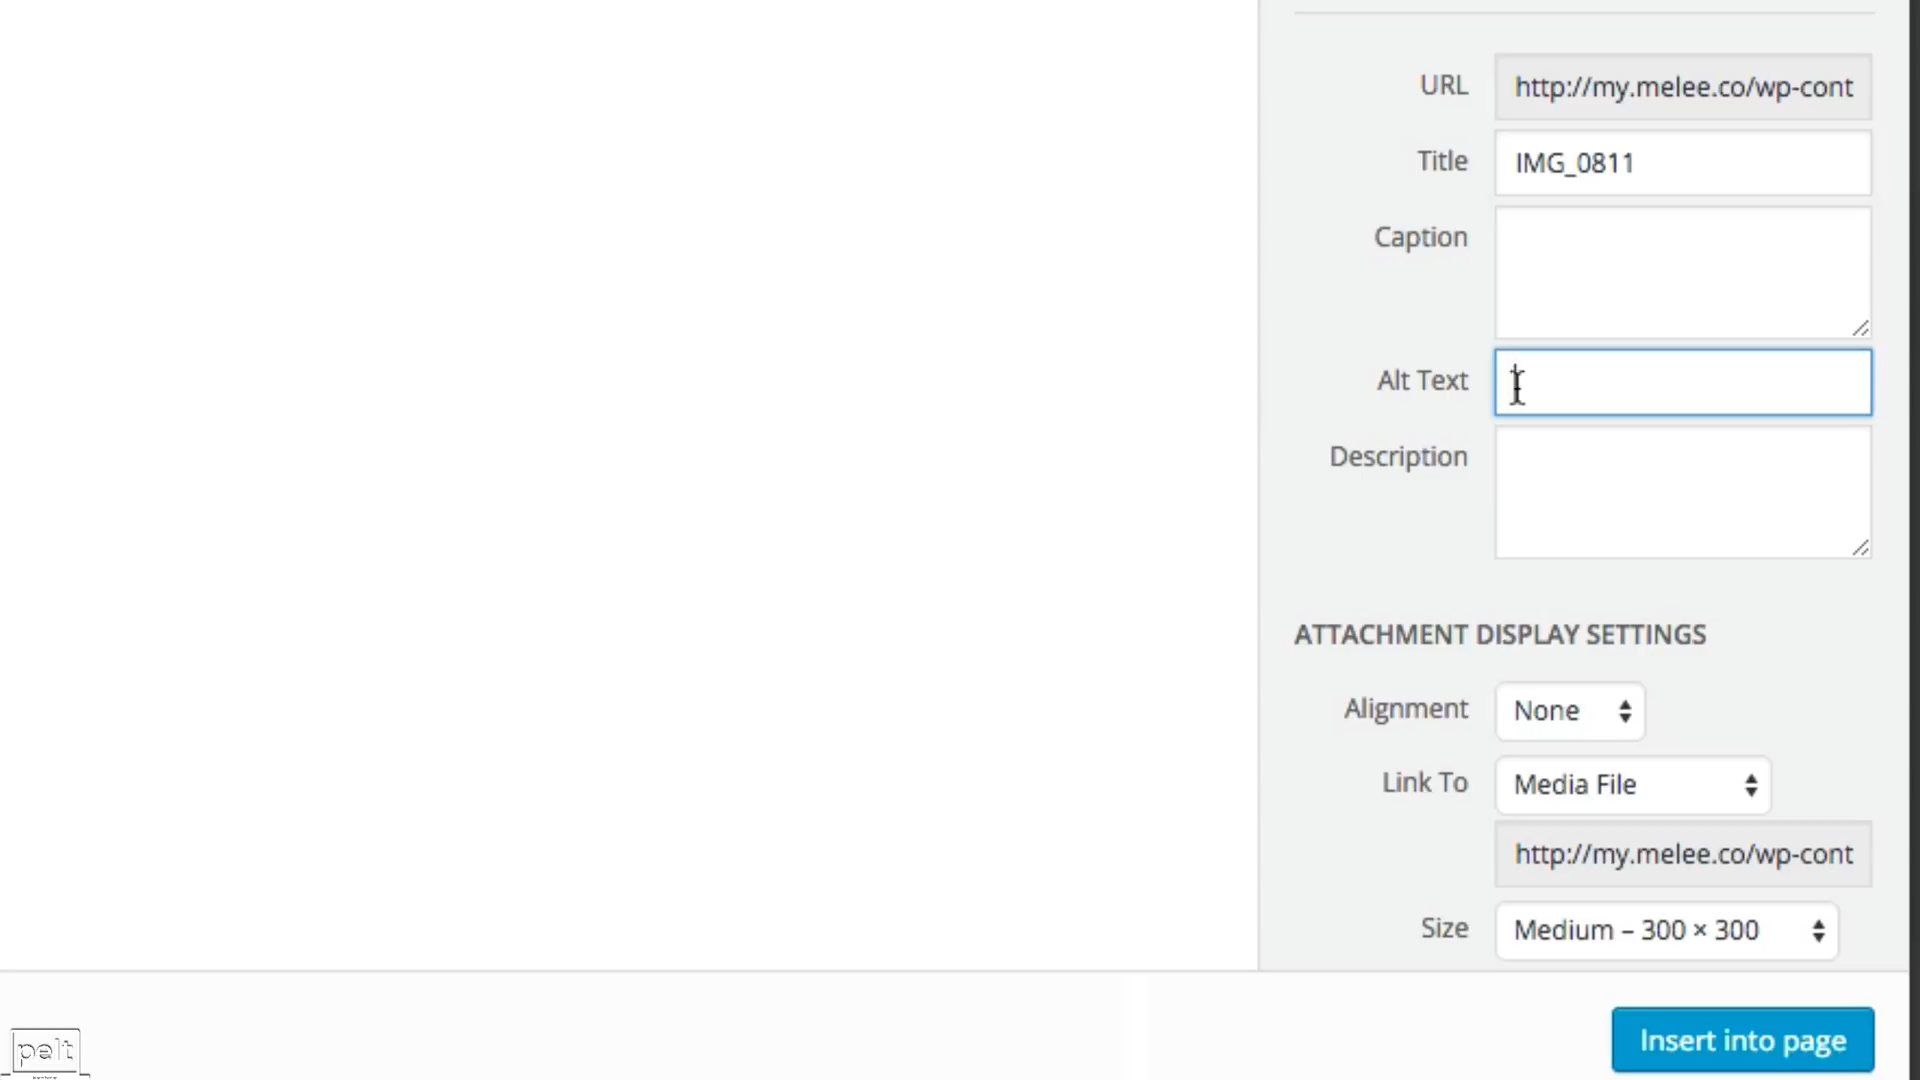 URL http://my.melee.co/wp-cont
Title IMG_0811
Caption
Alt Text
Description
ATTACHMENT DISPLAY SETTINGS
Alignment None
Link To Media File
http://my.melee.co/wp-cont
Size Medium – 300 × 300
Insert into page
pelt